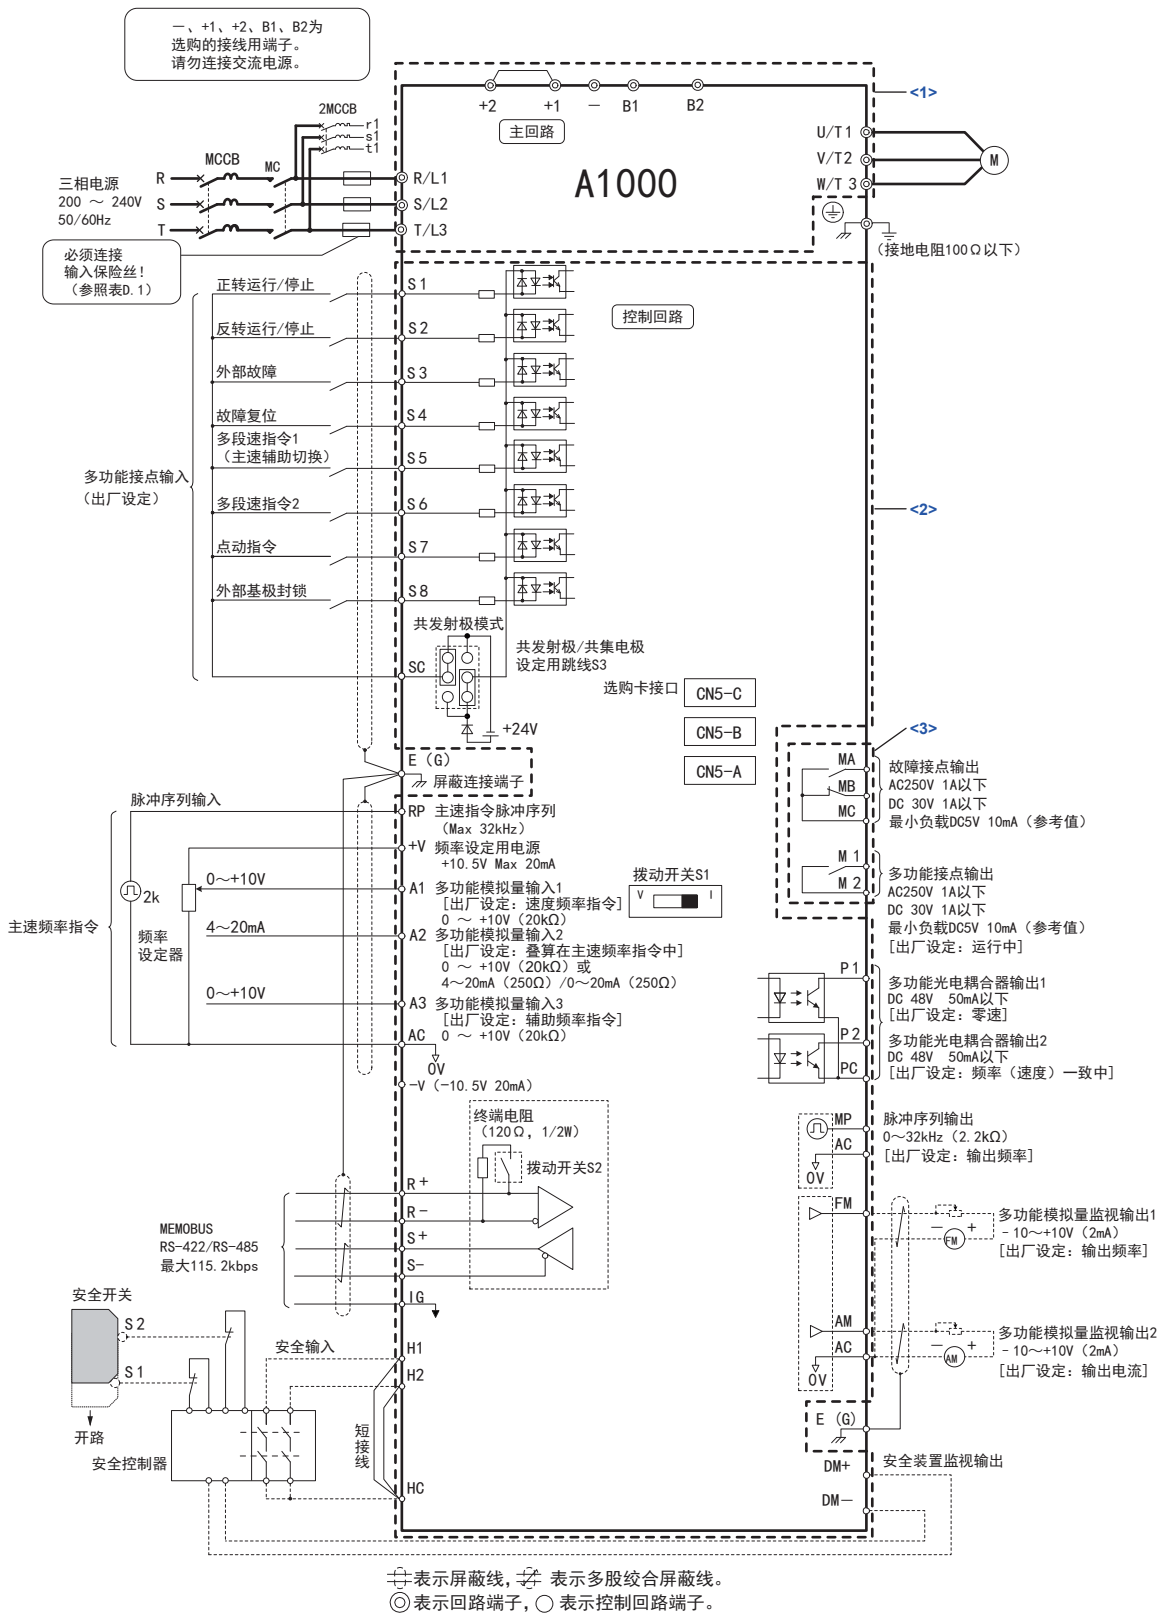 一、+1、+2、B1、B2为
选购的接线用端子。
请勿连接交流电源。
<1>
+2
+1
−
B1
B2
主回路
2MCCB
r1
s1
t1
MCCB
MC
三相电源
200 ～ 240V
50/60Hz
R
S
T
R/L1
S/L2
T/L3
A1000
U/T1
V/T2
W/T 3
M
(接地电阻100Ω以下)
必须连接
输入保险丝！
（参照表D.1）
控制回路
多功能接点输入
（出厂设定）
正转运行/停止
S1
反转运行/停止
S2
外部故障
S3
故障复位
S4
多段速指令1
（主速辅助切换）
S5
多段速指令2
S6
点动指令
S7
外部基极封锁
S8
<2>
共发射极模式
SC
共发射极/共集电极
设定用跳线S3
+24V
选购卡接口
CN5-C
CN5-B
CN5-A
<3>
E (G)
屏蔽连接端子
MA
MB
MC
故障接点输出
AC250V 1A以下
DC 30V 1A以下
最小负载DC5V 10mA（参考值）
M1
M2
多功能接点输出
AC250V 1A以下
DC 30V 1A以下
最小负载DC5V 10mA（参考值）
[出厂设定：运行中]
脉冲序列输入
RP
主速指令脉冲序列
（Max 32kHz）
+V
频率设定用电源
+10.5V Max 20mA
主速频率指令
2k
频率
设定器
0～+10V
A1
多功能模拟量输入1
[出厂设定：速度频率指令]
0 ～ +10V（20kΩ）
4～20mA
A2
多功能模拟量输入2
[出厂设定：叠算在主速频率指令中]
0 ～ +10V（20kΩ）或
4～20mA（250Ω）/0～20mA（250Ω）
0～+10V
A3
多功能模拟量输入3
[出厂设定：辅助频率指令]
0 ～ +10V（20kΩ）
AC
0V
-V（-10.5V 20mA）
拨动开关S1
V
I
P1
多功能光电耦合器输出1
DC 48V 50mA以下
[出厂设定：零速]
P2
PC
多功能光电耦合器输出2
DC 48V 50mA以下
[出厂设定：频率（速度）一致中]
终端电阻
（120Ω, 1/2W）
拨动开关S2
MEMOBUS
RS-422/RS-485
最大115.2kbps
R+
R-
S+
S-
IG
MP
AC
0V
脉冲序列输出
0～32kHz（2.2kΩ）
[出厂设定：输出频率]
FM
−
+
FM
多功能模拟量监视输出1
-10～+10V（2mA）
[出厂设定：输出频率]
AM
AC
0V
−
+
AM
多功能模拟量监视输出2
-10～+10V（2mA）
[出厂设定：输出电流]
E (G)
安全开关
S2
S1
开路
安全控制器
安全输入
H1
H2
短接线
HC
DM+
DM−
安全装置监视输出
表示屏蔽线， 表示多股绞合屏蔽线。
表示回路端子， 表示控制回路端子。